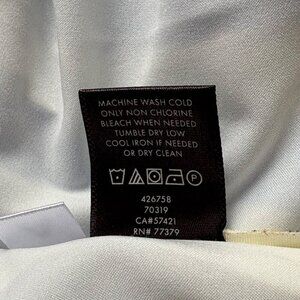 MACHINE WASH COLD
ONLY NON CHLORINE
BLEACH WHEN NEEDED
TUMBLE DRY LOW
COOL IRON IF NEEDED
OR DRY CLEAN
426758
70319
CA#57421
RN# 77379